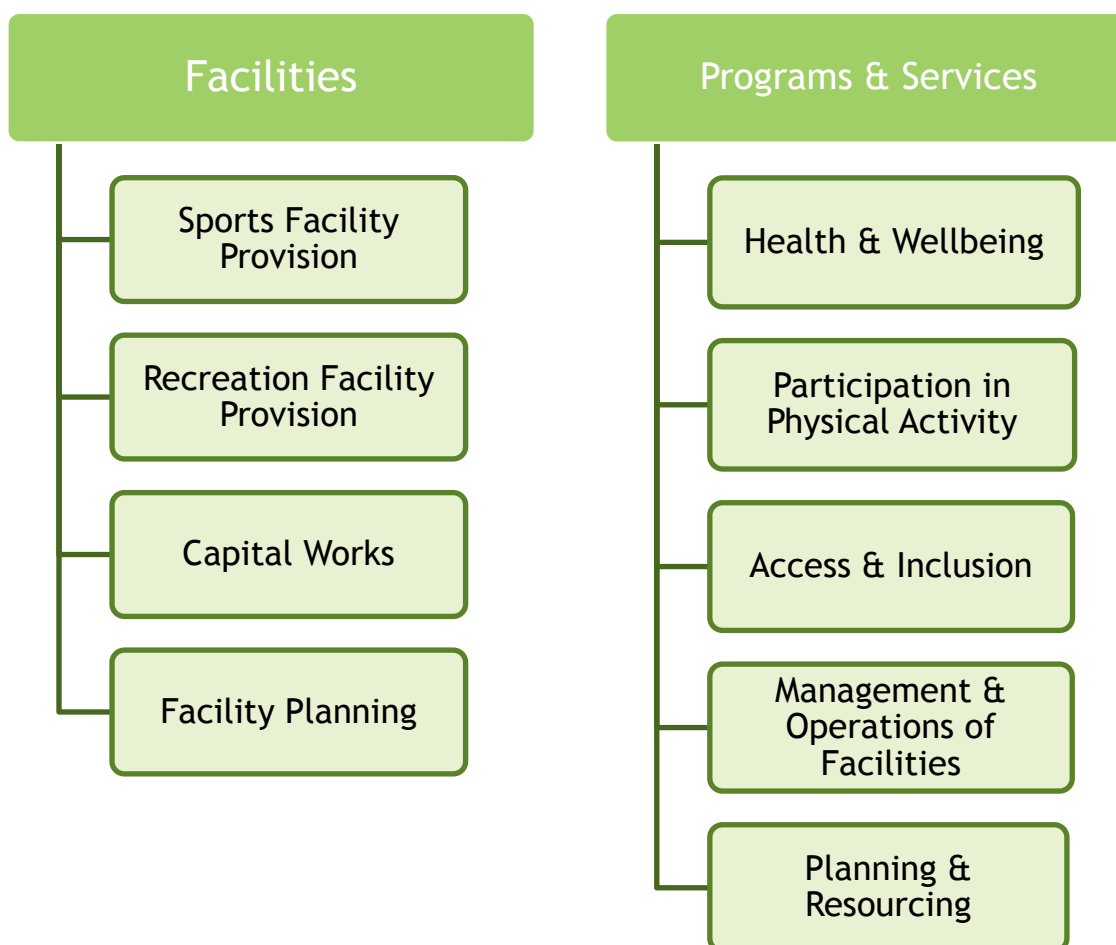 Facilities
Sports Facility
Provision
Recreation Facility
Provision
Capital Works
Facility Planning
Programs & Services
Health & Wellbeing
Participation in
Physical Activity
Access & Inclusion
Management &
Operations of
Facilities
Planning &
Resourcing